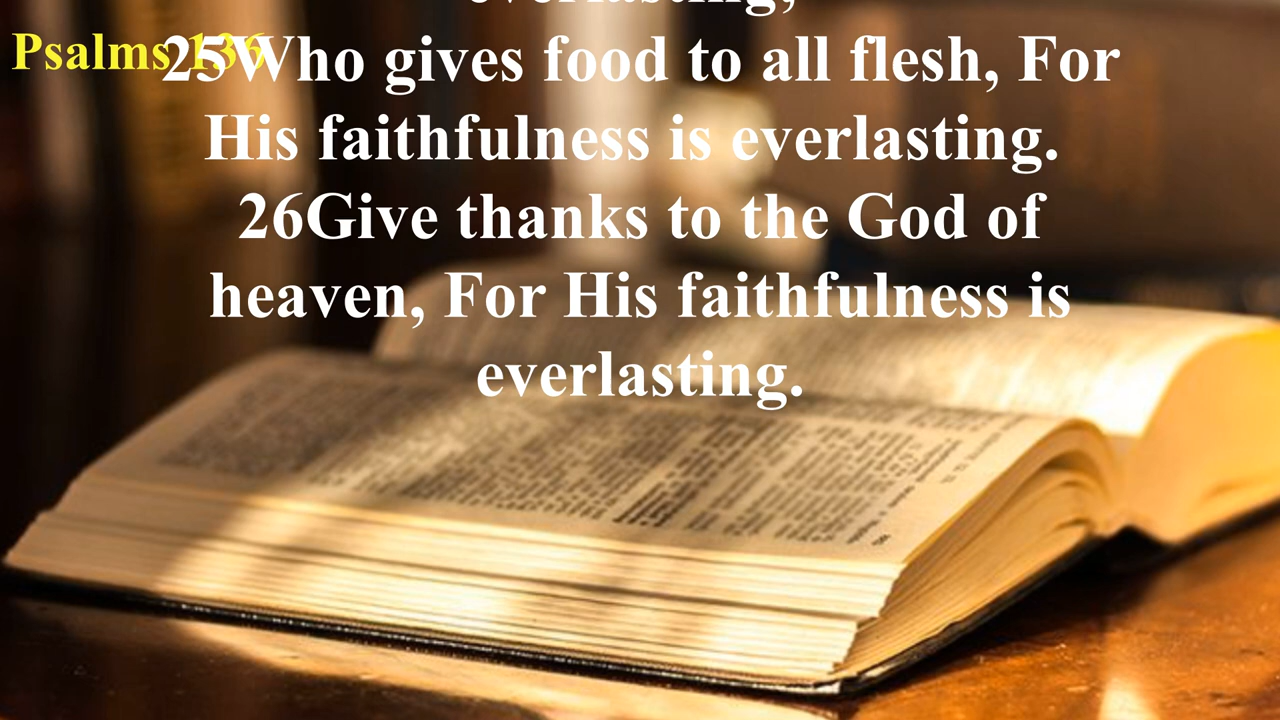 everlasting,
Psalms 136
25Who gives food to all flesh, For
His faithfulness is everlasting.
26Give thanks to the God of
heaven, For His faithfulness is
everlasting.